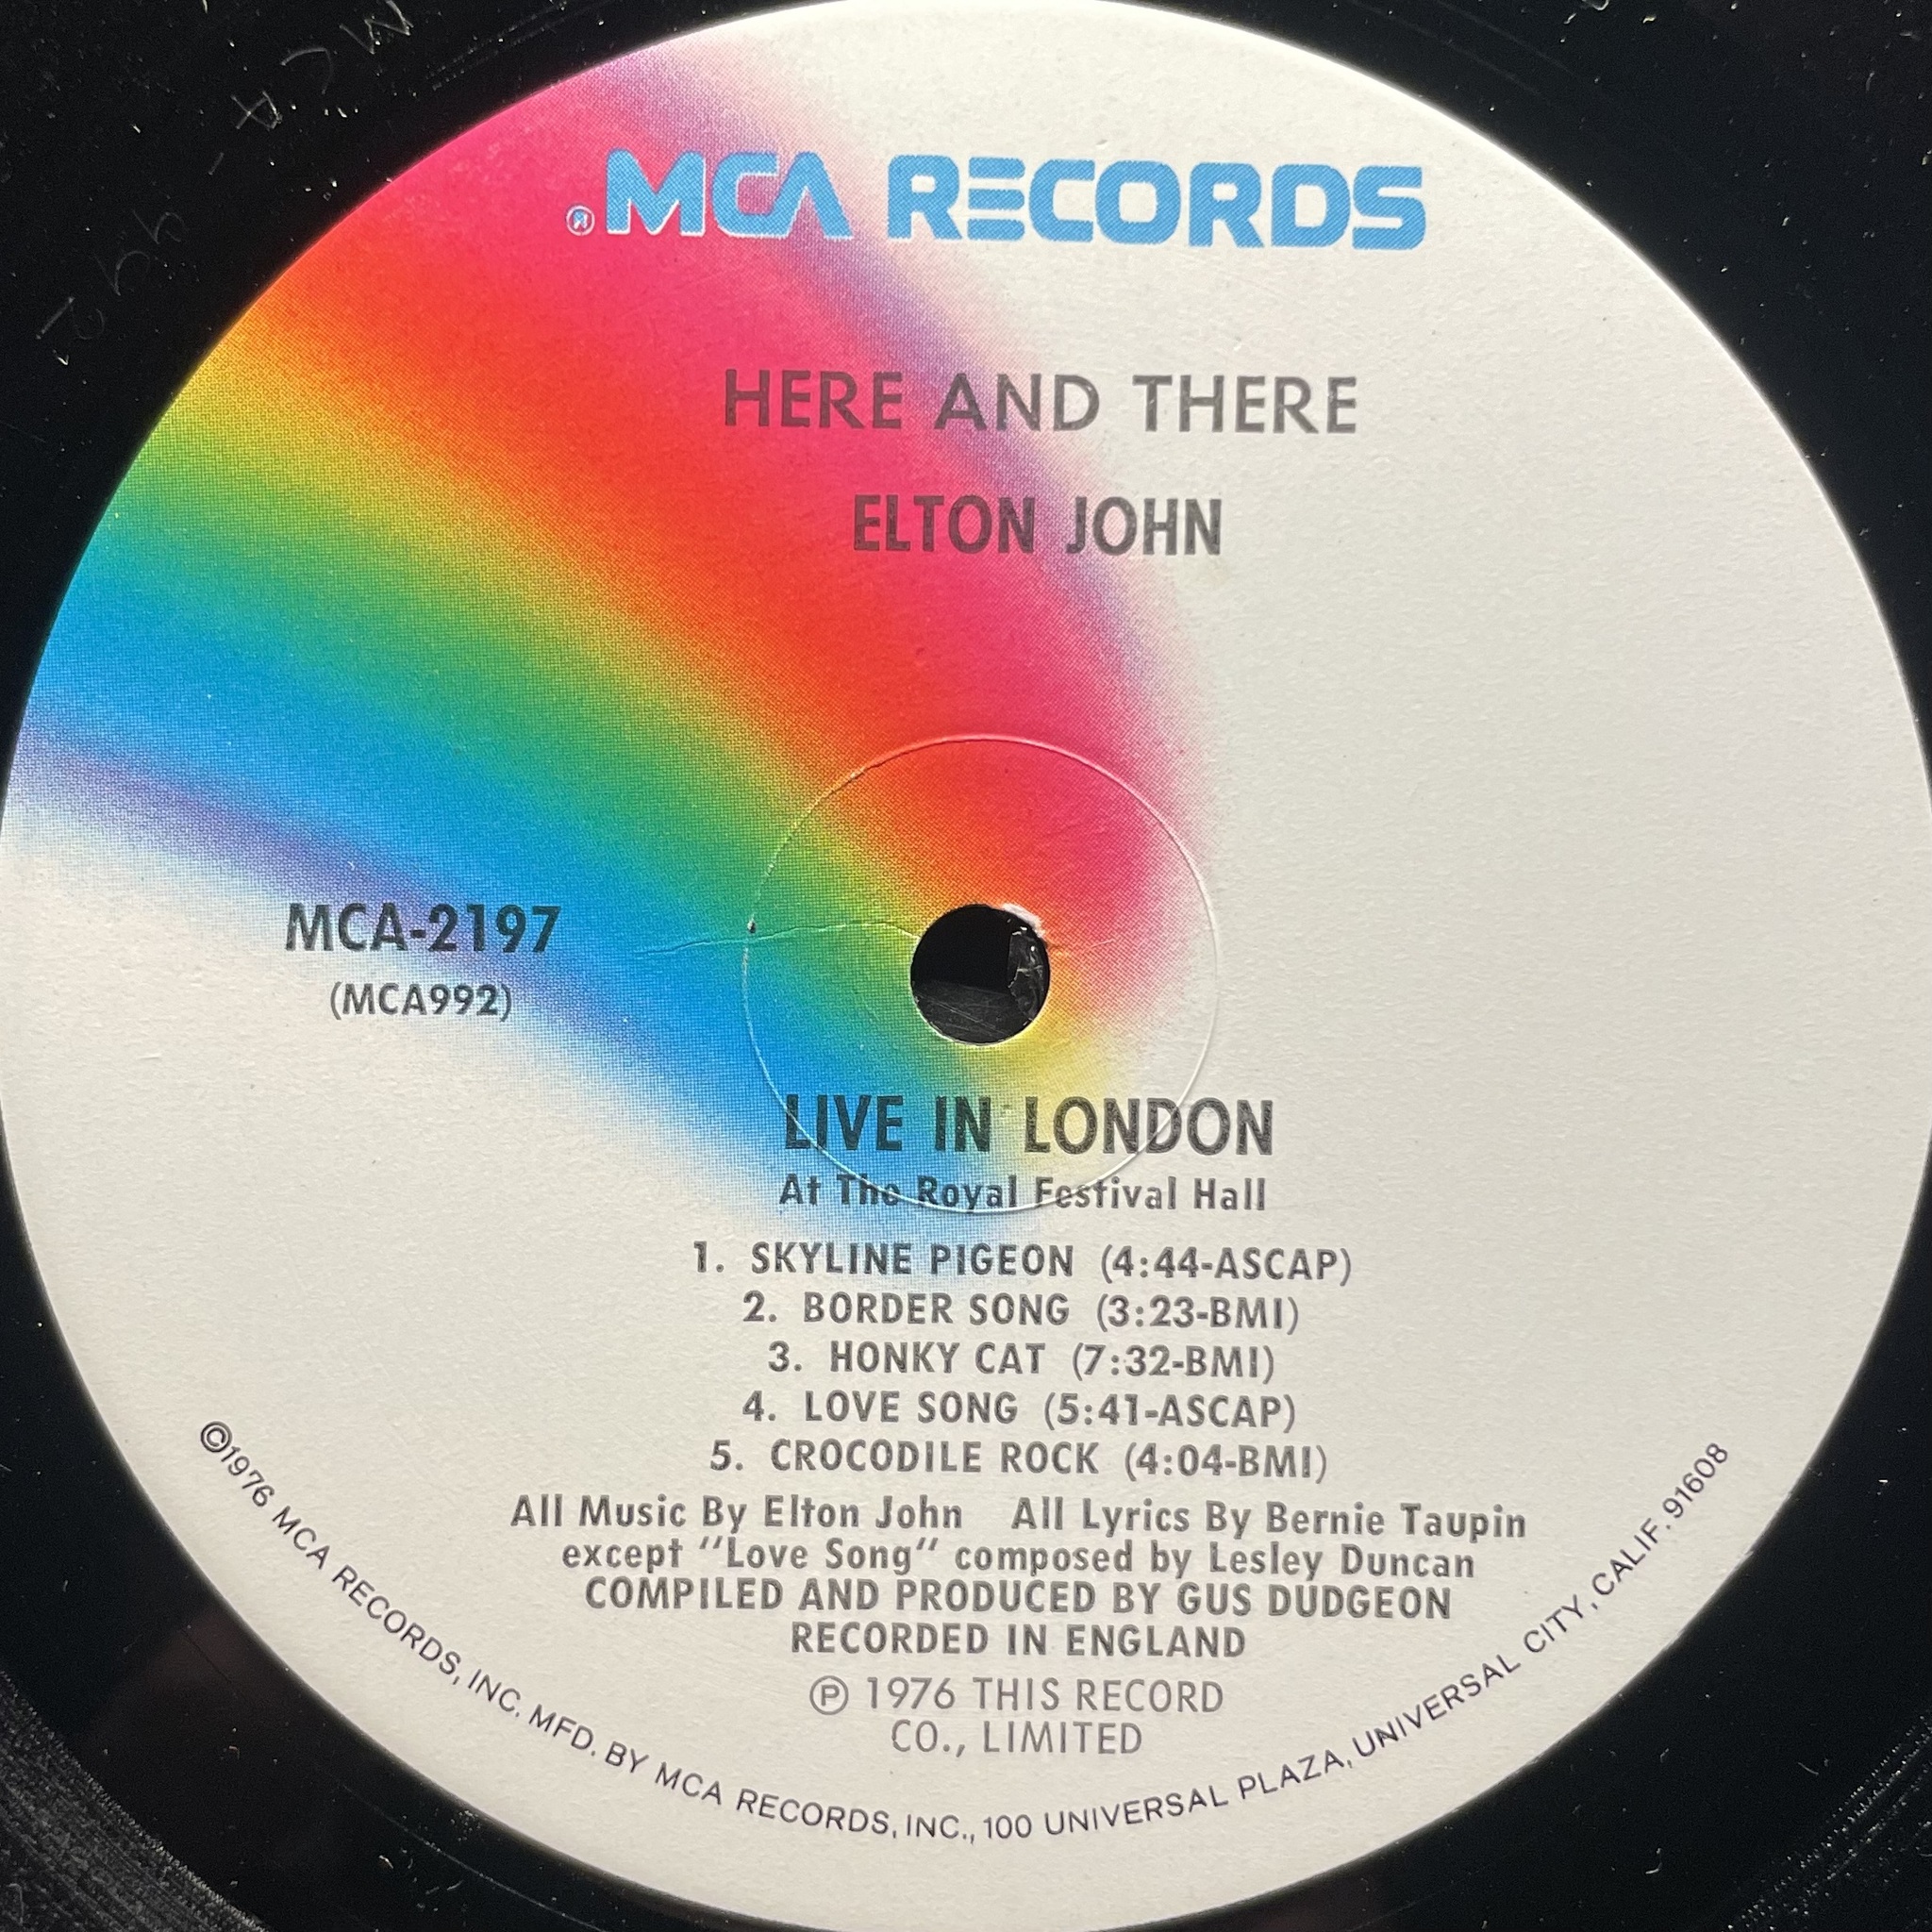 ® MCA RECORDS
HERE AND THERE
ELTON JOHN
MCA-2197
(MCA992)
LIVE IN LONDON
At The Royal Festival Hall
1. SKYLINE PIGEON (4:44-ASCAP)
2. BORDER SONG (3:23-BMI)
3. HONKY CAT (7:32-BMI)
4. LOVE SONG (5:41-ASCAP)
5. CROCODILE ROCK (4:04-BMI)
All Music By Elton John All Lyrics By Bernie Taupin
except "Love Song" composed by Lesley Duncan
COMPILED AND PRODUCED BY GUS DUDGEON
RECORDED IN ENGLAND
℗ 1976 THIS RECORD
CO., LIMITED
©1976 MCA RECORDS, INC. MFD. BY MCA RECORDS, INC., 100 UNIVERSAL PLAZA, UNIVERSAL CITY, CALIF. 91608